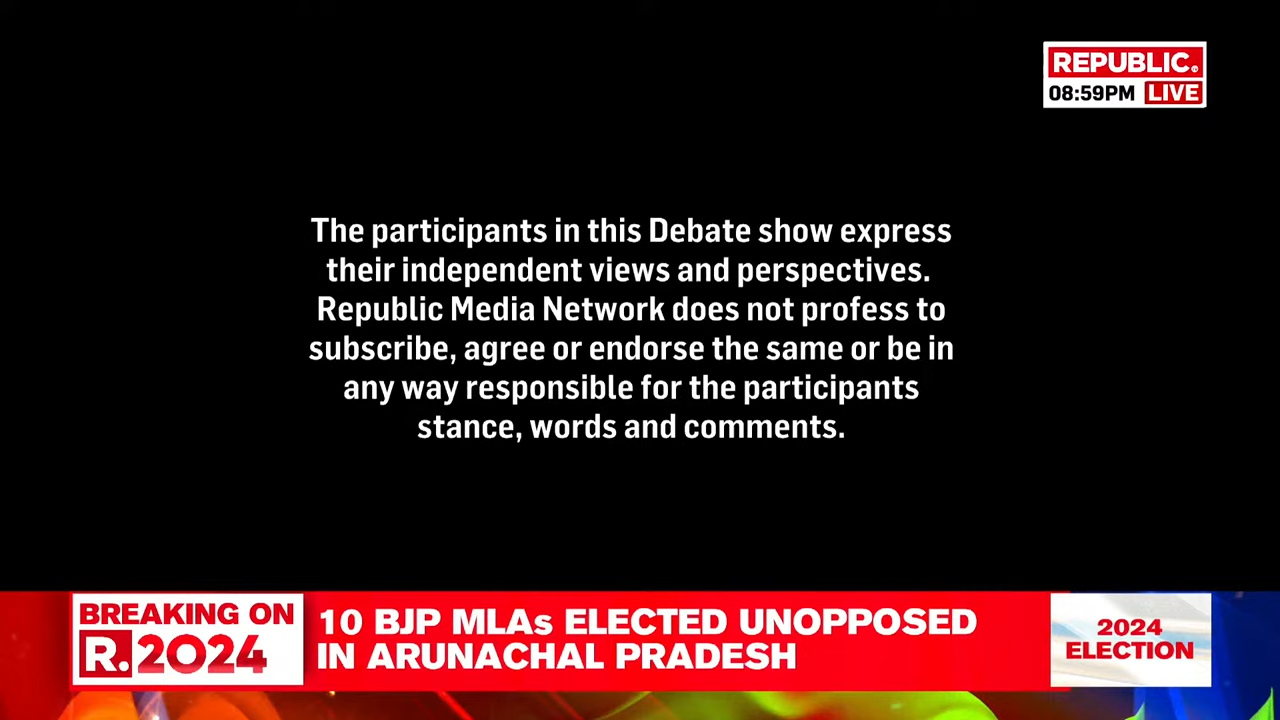 REPUBLIC.
08:59PM LIVE
The participants in this Debate show express
their independent views and perspectives.
Republic Media Network does not profess to
subscribe, agree or endorse the same or be in
any way responsible for the participants
stance, words and comments.
BREAKING ON
R.2024
10 BJP MLAs ELECTED UNOPPOSED
IN ARUNACHAL PRADESH
2024
ELECTION